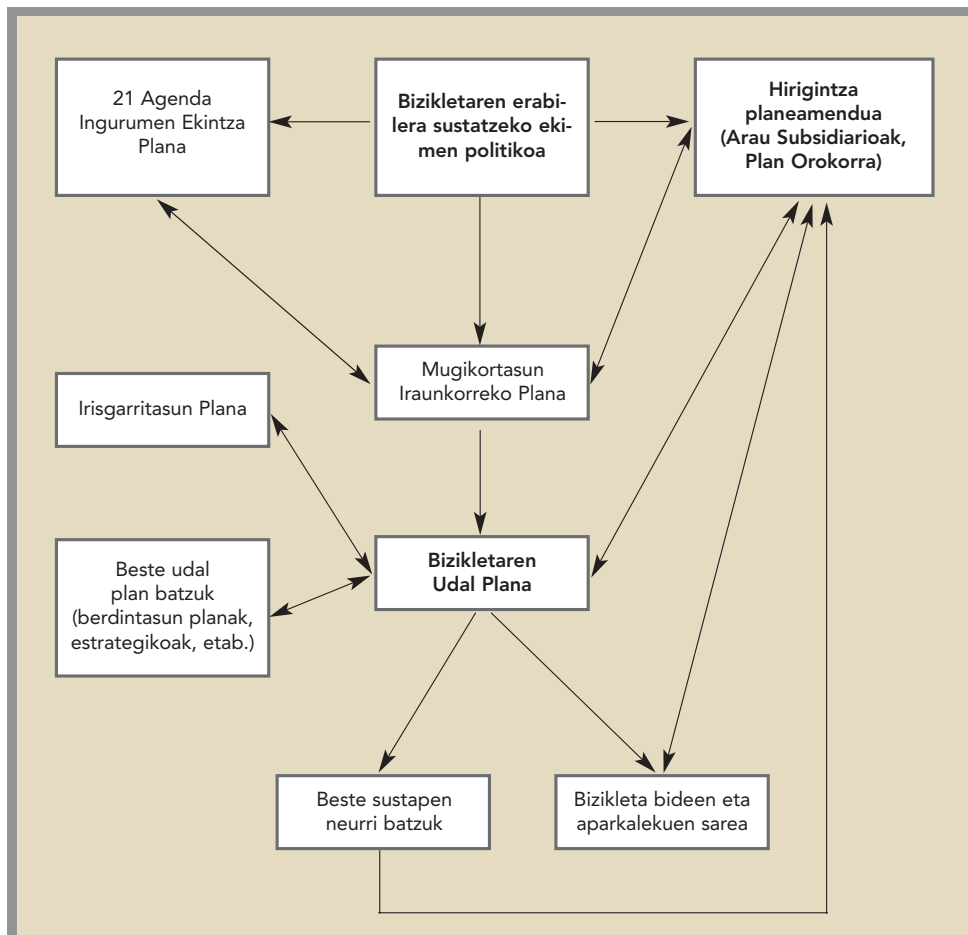 21 Agenda
Ingurumen Ekintza
Plana
Bizikletaren erabi-
lera sustatzeko eki-
men politikoa
Hirigintza
planeamendua
(Arau Subsidiarioak,
Plan Orokorra)
Mugikortasun
Iraunkorreko Plana
Irisgarritasun Plana
Bizikletaren
Udal Plana
Beste udal
plan batzuk
(berdintasun planak,
estrategikoak, etab.)
Beste sustapen
neurri batzuk
Bizikleta bideen eta
aparkalekuen sarea